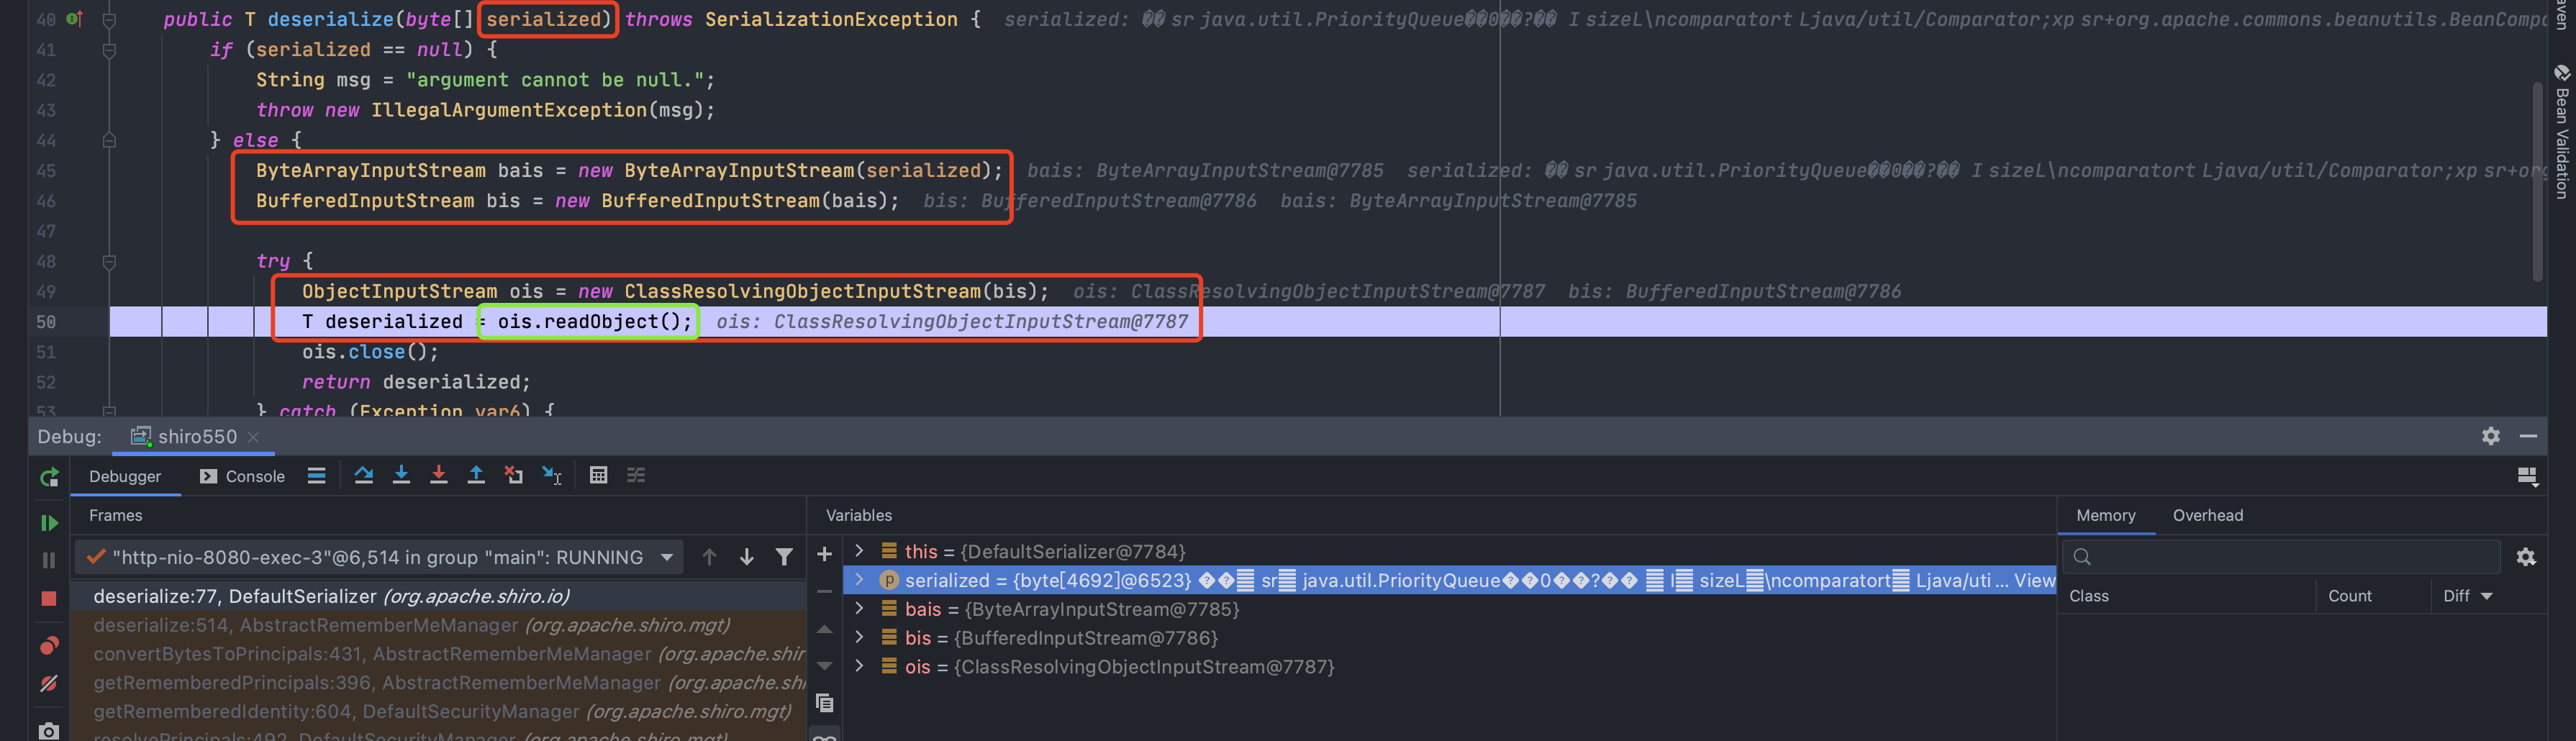 40 public T deserialize(byte[] serialized) throws SerializationException { serialized: ��sr java.util.PriorityQueue��0��?�� I sizeL\ncomparatort Ljava/util/Comparator;xp sr+org.apache.commons.beanutils.BeanCompa
41 if (serialized == null) {
42 String msg = "argument cannot be null.";
43 throw new IllegalArgumentException(msg);
44 } else {
45 ByteArrayInputStream bais = new ByteArrayInputStream(serialized); bais: ByteArrayInputStream@7785 serialized: ��sr java.util.PriorityQueue��0��?�� I sizeL\ncomparatort Ljava/util/Comparator;xp sr+org
46 BufferedInputStream bis = new BufferedInputStream(bais); bis: BufferedInputStream@7786 bais: ByteArrayInputStream@7785
47
48 try {
49 ObjectInputStream ois = new ClassResolvingObjectInputStream(bis); ois: ClassResolvingObjectInputStream@7787 bis: BufferedInputStream@7786
50 T deserialized = ois.readObject(); ois: ClassResolvingObjectInputStream@7787
51 ois.close();
52 return deserialized;
53 } catch (Exception var6) {
aven
Bean Validation
Debug: shiro550
Debugger Console
Frames
Variables
Memory Overhead
"http-nio-8080-exec-3"@6,514 in group "main": RUNNING
deserialize:77, DefaultSerializer (org.apache.shiro.io)
deserialize:514, AbstractRememberMeManager (org.apache.shiro.mgt)
convertBytesToPrincipals:431, AbstractRememberMeManager (org.apache.shir
getRememberedPrincipals:396, AbstractRememberMeManager (org.apache.shi
getRememberedIdentity:604, DefaultSecurityManager (org.apache.shiro.mgt)
resolvePrincipals:492, DefaultSecurityManager (org.apache.shiro.mgt)
this = {DefaultSerializer@7784}
serialized = {byte[4692]@6523} �� sr java.util.PriorityQueue��0��?�� I sizeL \ncomparatort Ljava/uti ... View
bais = {ByteArrayInputStream@7785}
bis = {BufferedInputStream@7786}
ois = {ClassResolvingObjectInputStream@7787}
Class Count Diff